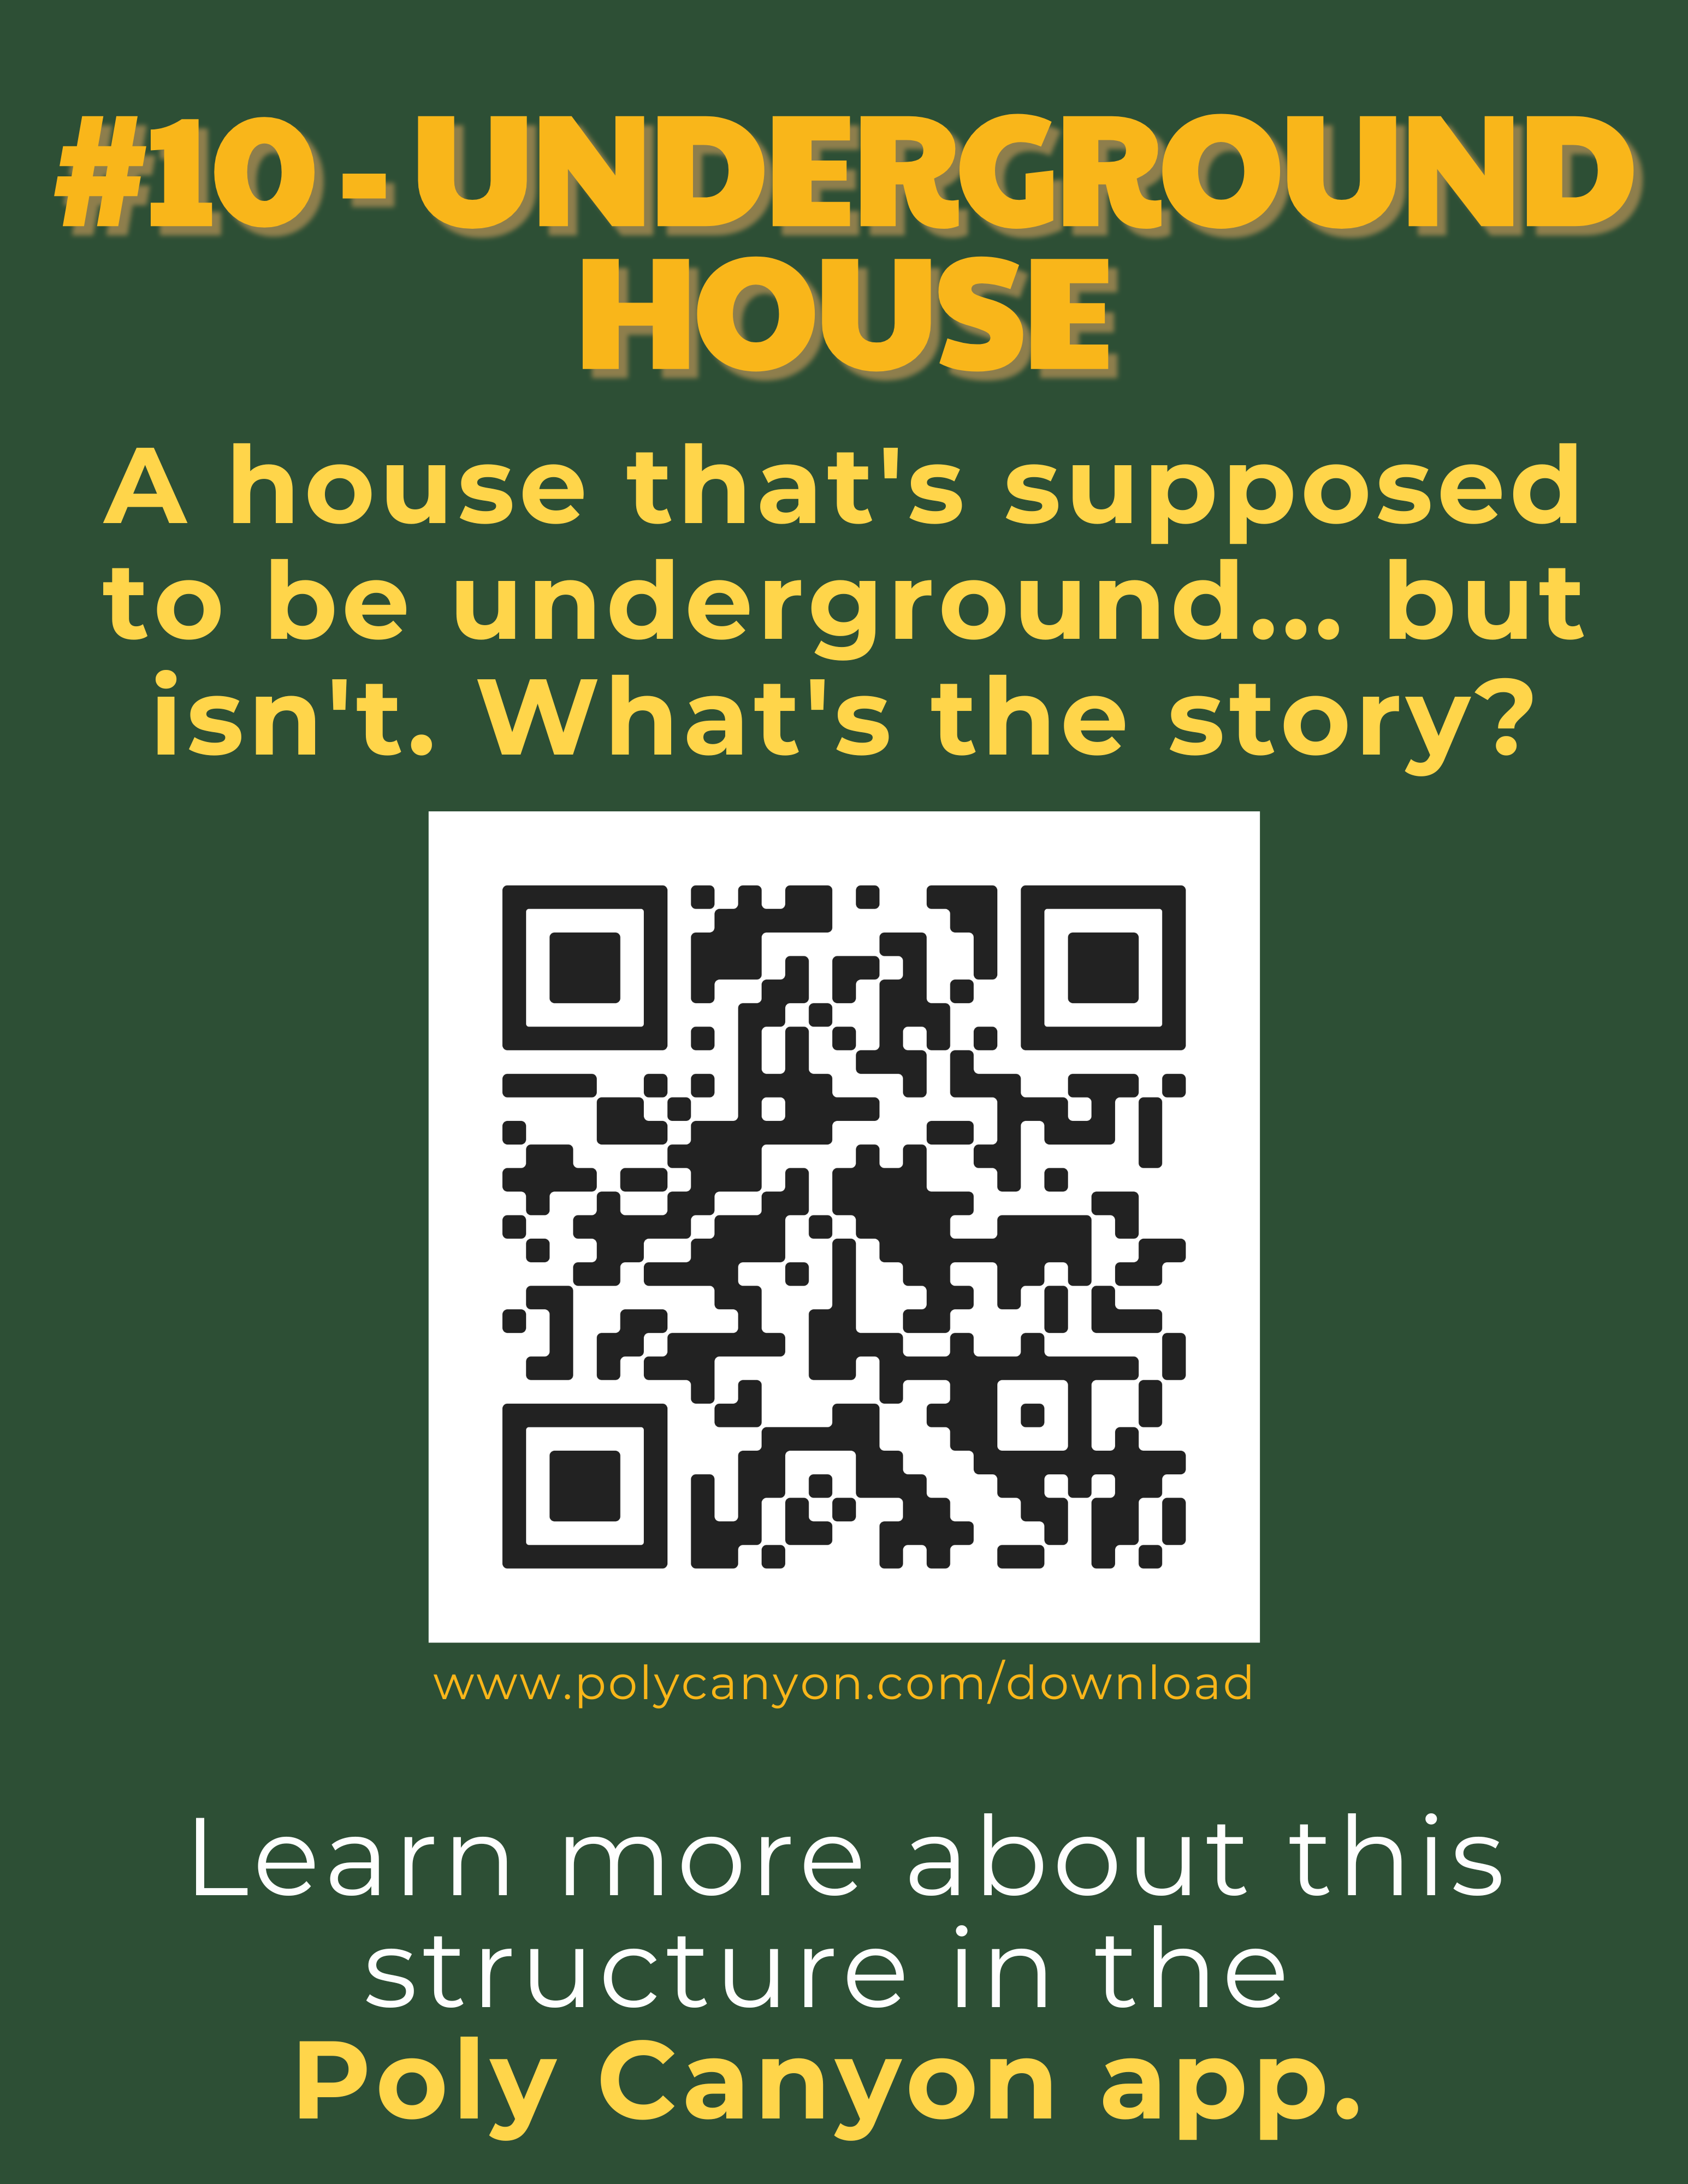 #10 - UNDERGROUND
HOUSE
A house that's supposed
to be underground... but
isn't. What's the story?
www.polycanyon.com/download
Learn more about this
structure in the
Poly Canyon app.